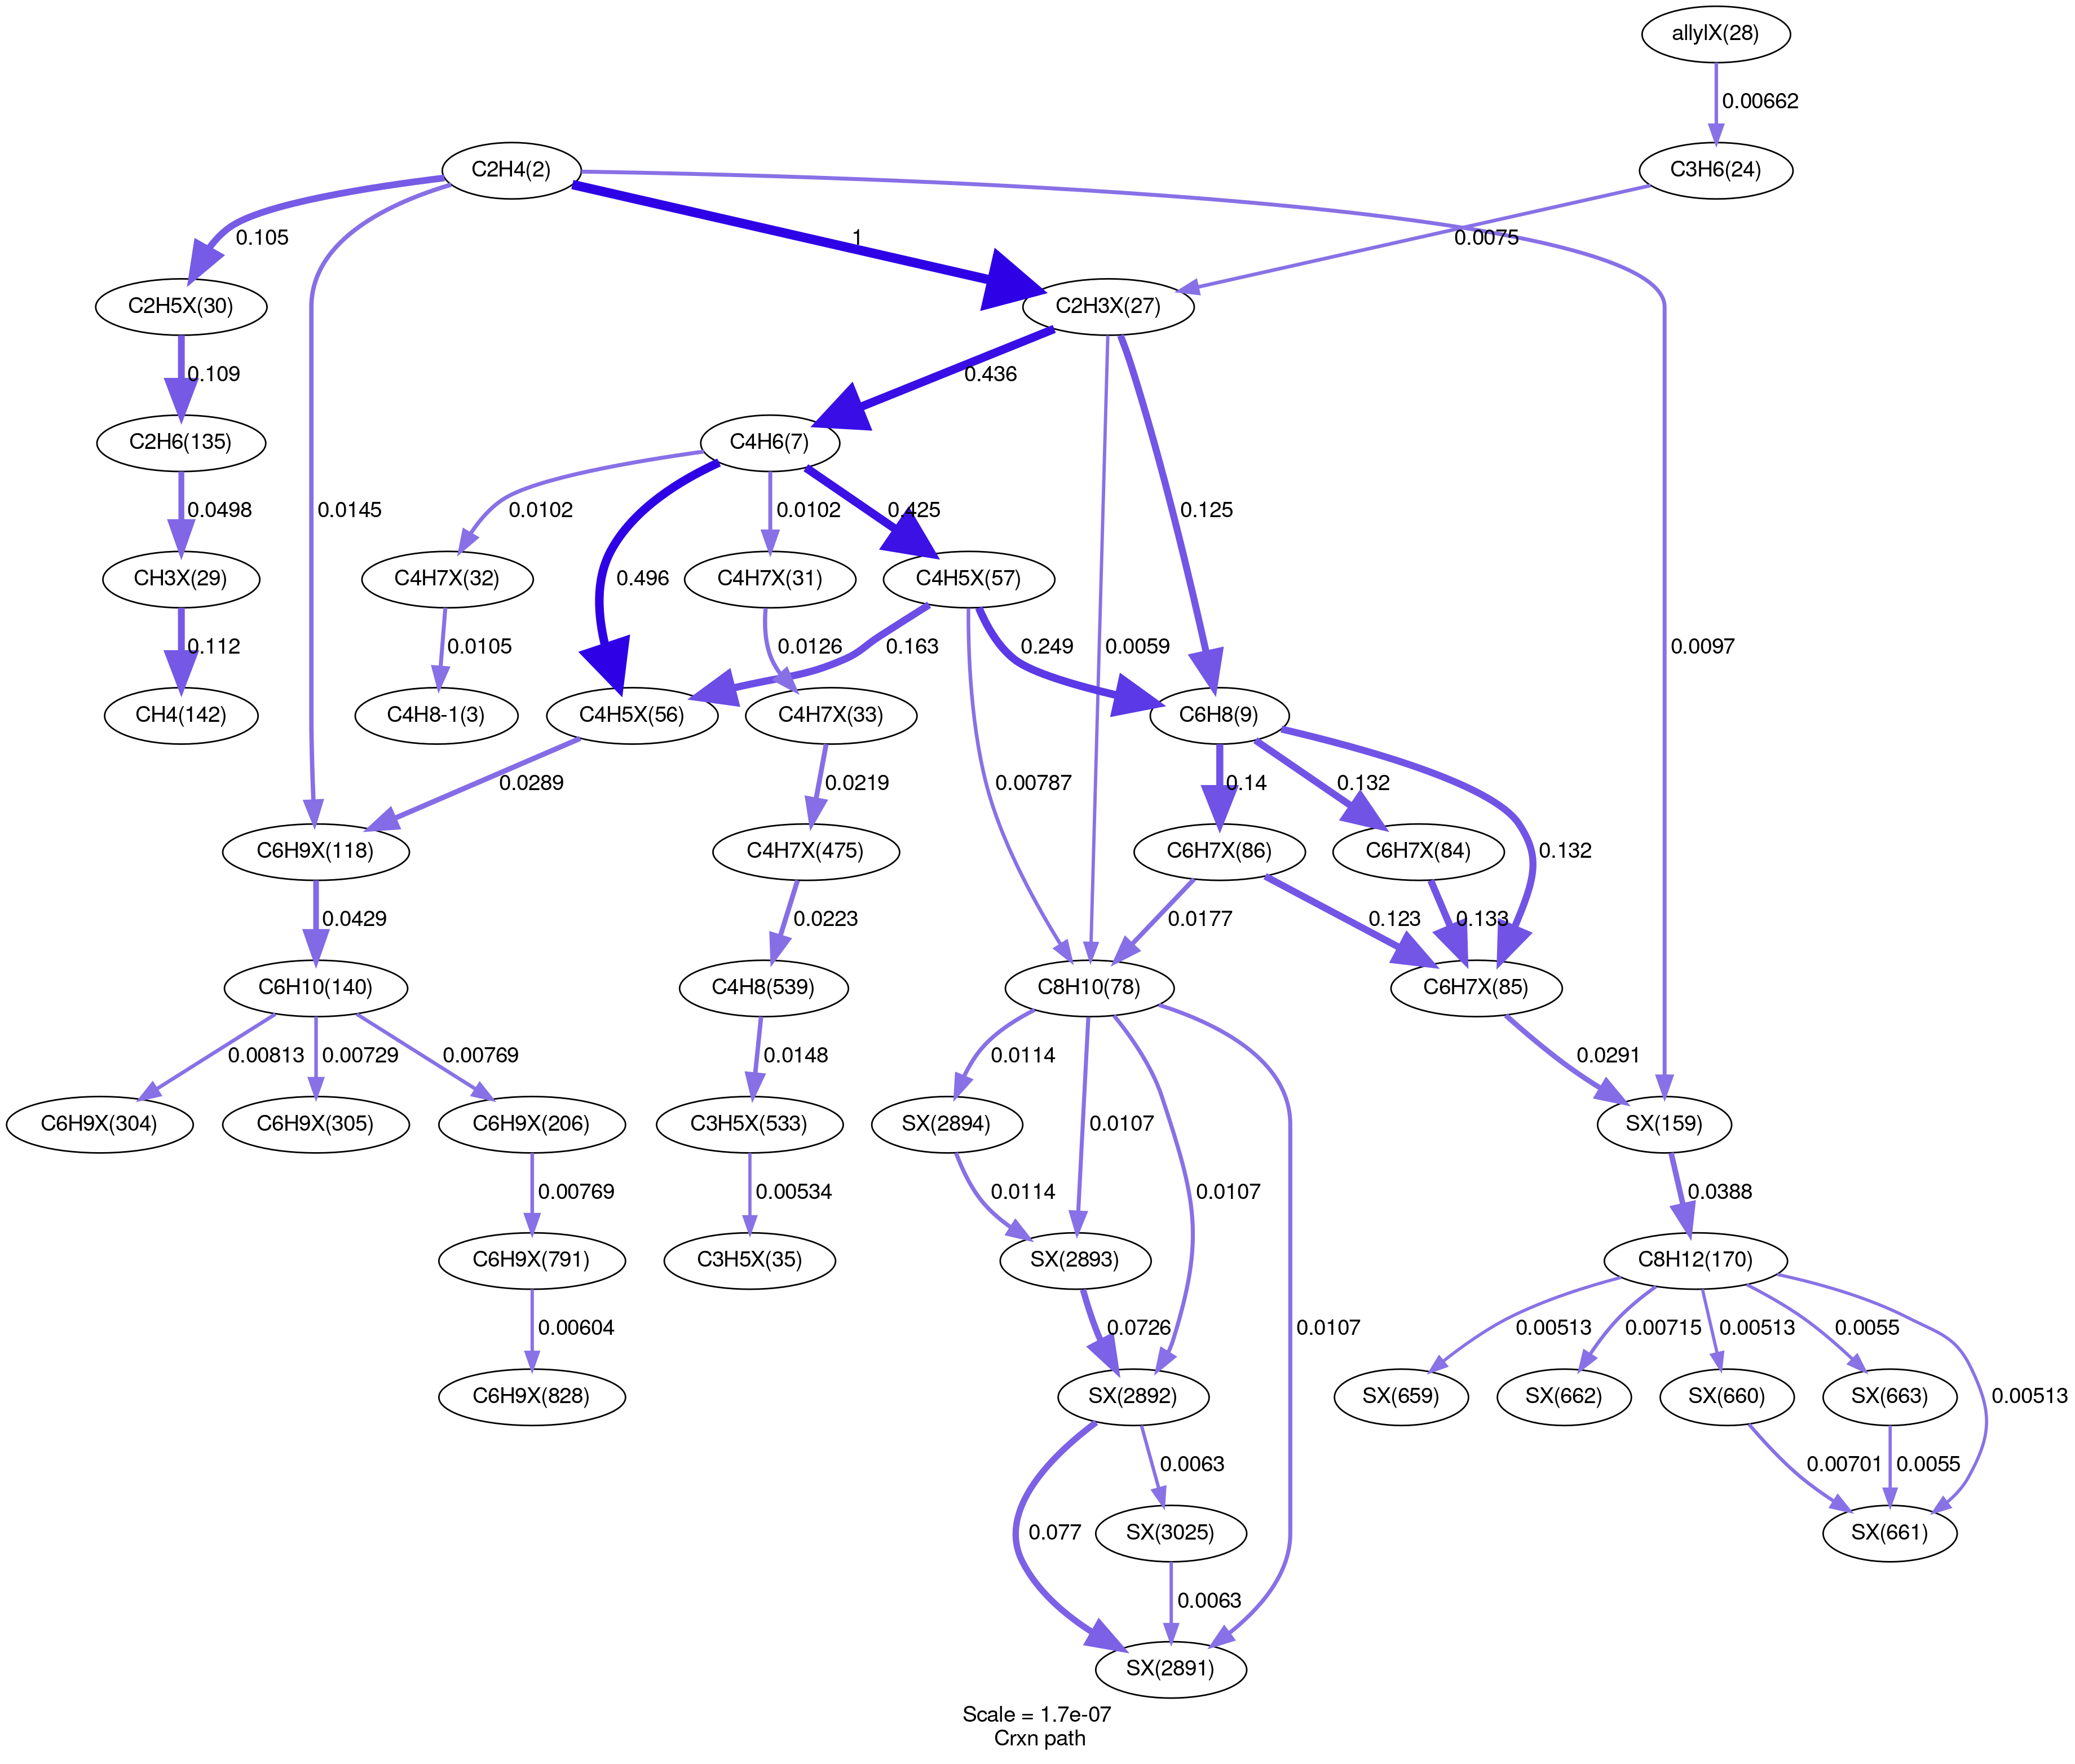 allylX(28)
0.00662
C2H4(2)
C3H6(24)
0.105
1
0.0075
C2H5X(30)
C2H3X(27)
0.109
0.436
C2H6(135)
C4H6(7)
0.0498
0.0145
0.0102
0.0102
0.425
0.125
CH3X(29)
C4H7X(32)
0.496
C4H7X(31)
C4H5X(57)
0.112
0.0105
0.0126
0.163
0.249
0.0059
0.0097
CH4(142)
C4H8-1(3)
C4H5X(56)
C4H7X(33)
C6H8(9)
0.0289
0.0219
0.00787
0.14
0.132
C6H9X(118)
C4H7X(475)
C6H7X(86)
C6H7X(84)
0.132
0.0429
0.0223
0.0177
0.123
0.133
C6H10(140)
C4H8(539)
C8H10(78)
C6H7X(85)
0.00813
0.00729
0.00769
0.0148
0.0114
0.0291
C6H9X(304)
C6H9X(305)
C6H9X(206)
C3H5X(533)
SX(2894)
0.0107
SX(159)
0.00769
0.00534
0.0114
0.0107
0.0388
C6H9X(791)
C3H5X(35)
SX(2893)
C8H12(170)
0.00604
0.0726
0.0107
0.00513
0.00715
0.00513
0.0055
C6H9X(828)
SX(2892)
SX(659)
SX(662)
SX(660)
SX(663)
0.00513
0.0063
0.00701
0.0055
0.077
SX(3025)
SX(661)
0.0063
SX(2891)
Scale = 1.7e-07
Crxn path